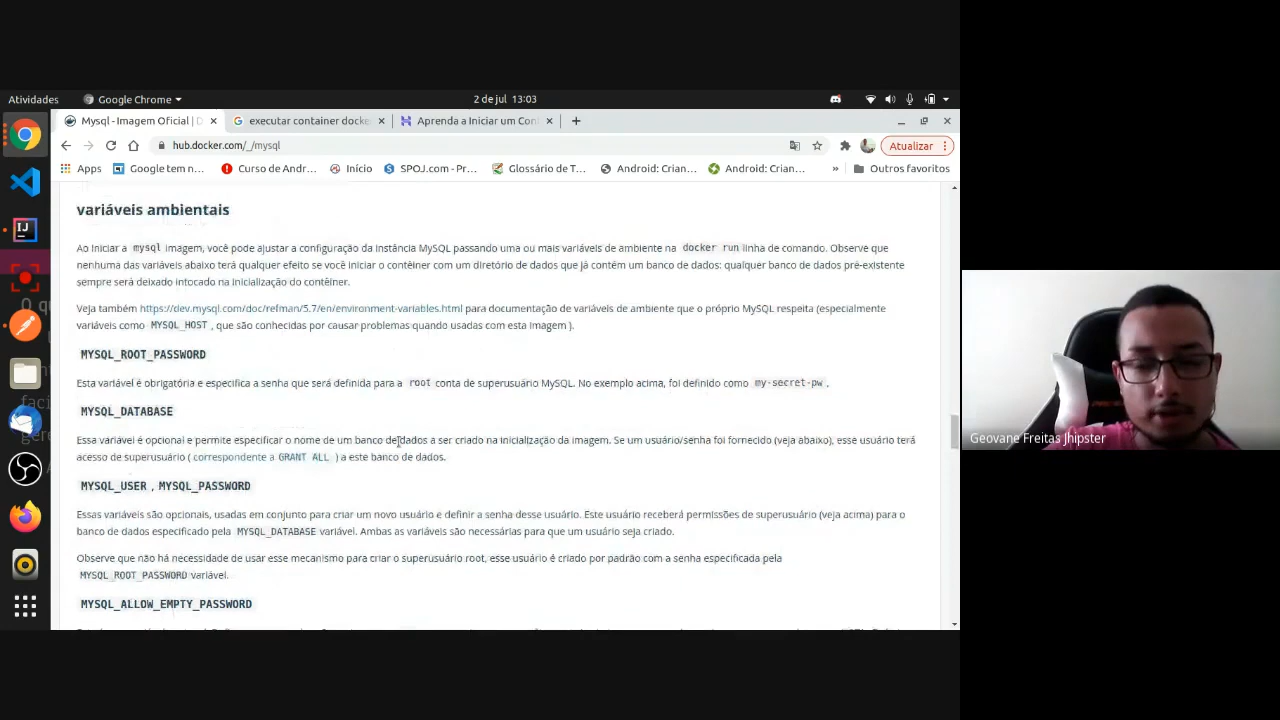 Atividades
Google Chrome
2 de jul 13:03
Mysql - Imagem Oficial | D
executar container docke
Aprenda a Iniciar um Con
hub.docker.com/_/mysql
Atualizar
Apps
Google tem n...
Curso de Andr...
Início
SPOJ.com - Pr...
Glossário de T...
Android: Crian...
Android: Crian...
»
Outros favoritos
variáveis ambientais
Ao iniciar a mysql imagem, você pode ajustar a configuração da instância MySQL passando uma ou mais variáveis de ambiente na docker run linha de comando. Observe que
nenhuma das variáveis abaixo terá qualquer efeito se você iniciar o contêiner com um diretório de dados que já contém um banco de dados: qualquer banco de dados pré-existente
sempre será deixado intocado na inicialização do contêiner.
Veja também https://dev.mysql.com/doc/refman/5.7/en/environment-variables.html para documentação de variáveis de ambiente que o próprio MySQL respeita (especialmente
variáveis como MYSQL_HOST , que são conhecidas por causar problemas quando usadas com esta imagem ).
MYSQL_ROOT_PASSWORD
Esta variável é obrigatória e especifica a senha que será definida para a root conta de superusuário MySQL. No exemplo acima, foi definido como my-secret-pw .
MYSQL_DATABASE
Essa variável é opcional e permite especificar o nome de um banco de dados a ser criado na inicialização da imagem. Se um usuário/senha foi fornecido (veja abaixo), esse usuário terá
acesso de superusuário ( correspondente a GRANT ALL ) a este banco de dados.
MYSQL_USER , MYSQL_PASSWORD
Essas variáveis são opcionais, usadas em conjunto para criar um novo usuário e definir a senha desse usuário. Este usuário receberá permissões de superusuário (veja acima) para o
banco de dados especificado pela MYSQL_DATABASE variável. Ambas as variáveis são necessárias para que um usuário seja criado.
Observe que não há necessidade de usar esse mecanismo para criar o superusuário root, esse usuário é criado por padrão com a senha especificada pela
MYSQL_ROOT_PASSWORD variável.
MYSQL_ALLOW_EMPTY_PASSWORD
Geovane Freitas Jhipster